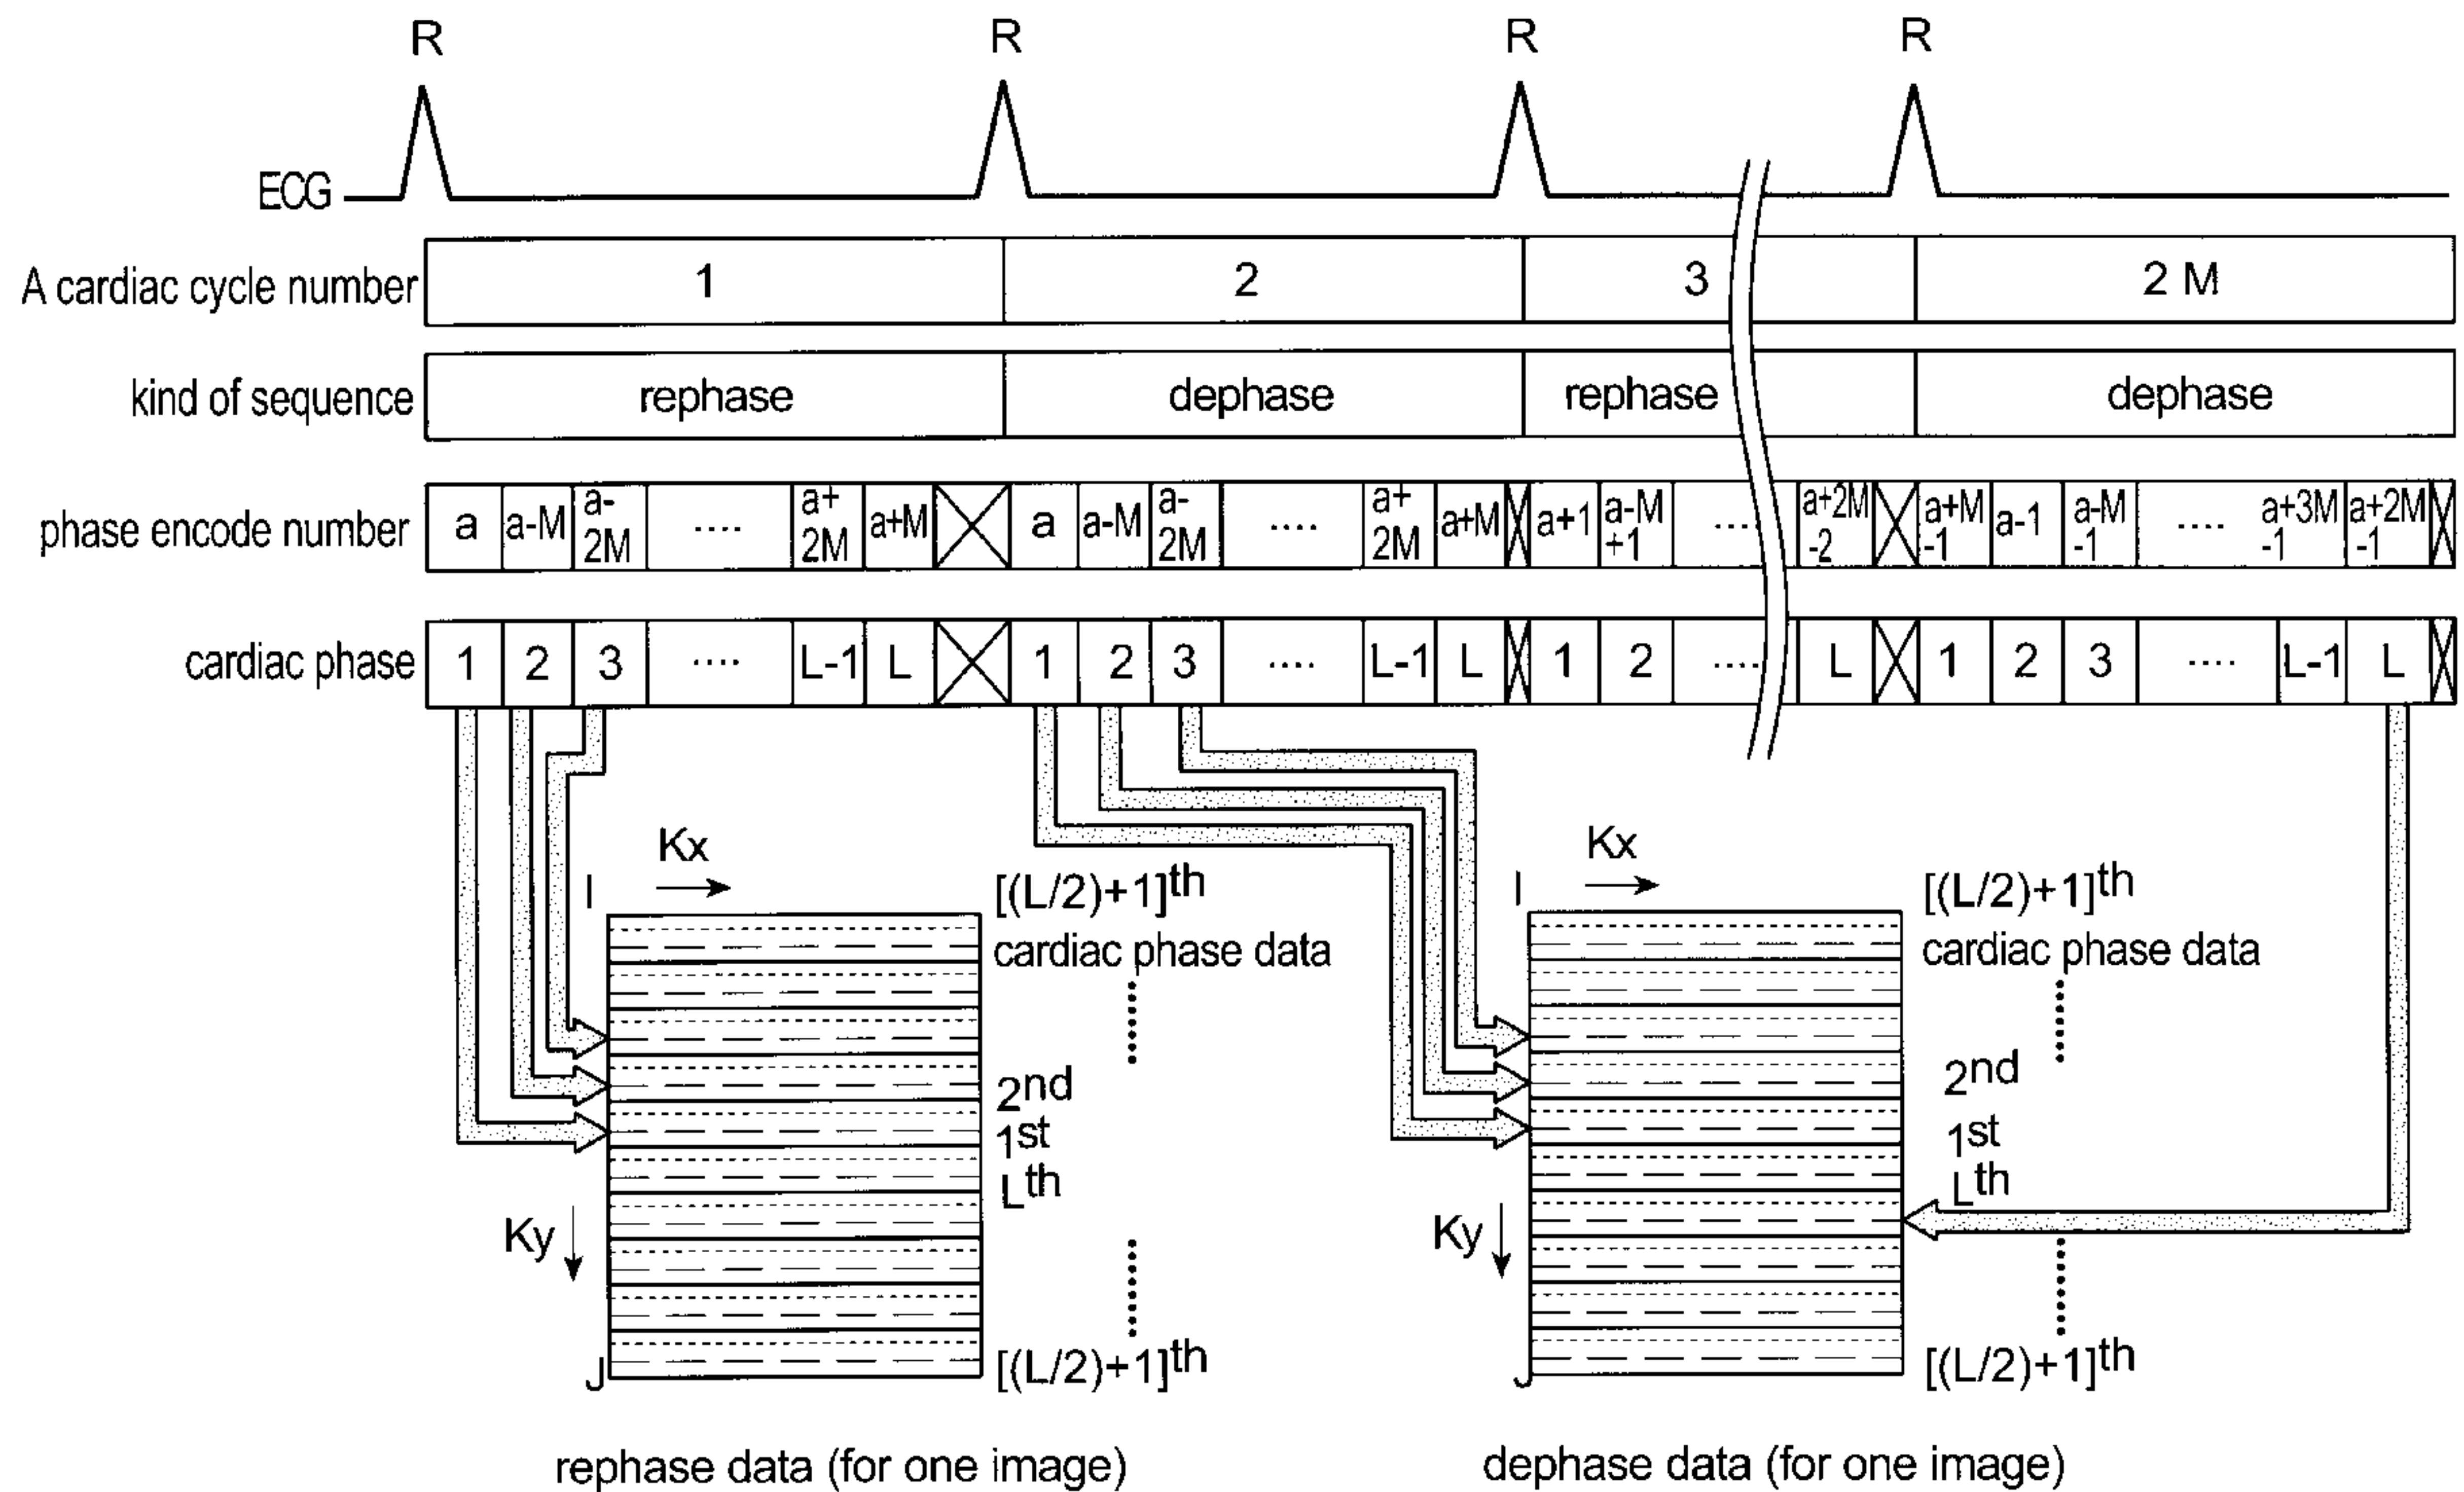 R R R R
ECG
A cardiac cycle number 1 2 3 2 M
kind of sequence rephase dephase rephase dephase
phase encode number a a-M a-2M .... a+2M a+M a a-M a-2M .... a+2M a+M a+1 a-M+1 .... a+2M-2 a+M-1 a-1 a-M-1 .... a+3M-1 a+2M-1
cardiac phase 1 2 3 .... L-1 L 1 2 3 .... L-1 L 1 2 .... L 1 2 3 .... L-1 L
Kx
I
[(L/2)+1]th
cardiac phase data
2nd
1st
Lth
Ky
J
[(L/2)+1]th
rephase data (for one image)
Kx
I
[(L/2)+1]th
cardiac phase data
2nd
1st
Lth
Ky
J
[(L/2)+1]th
dephase data (for one image)